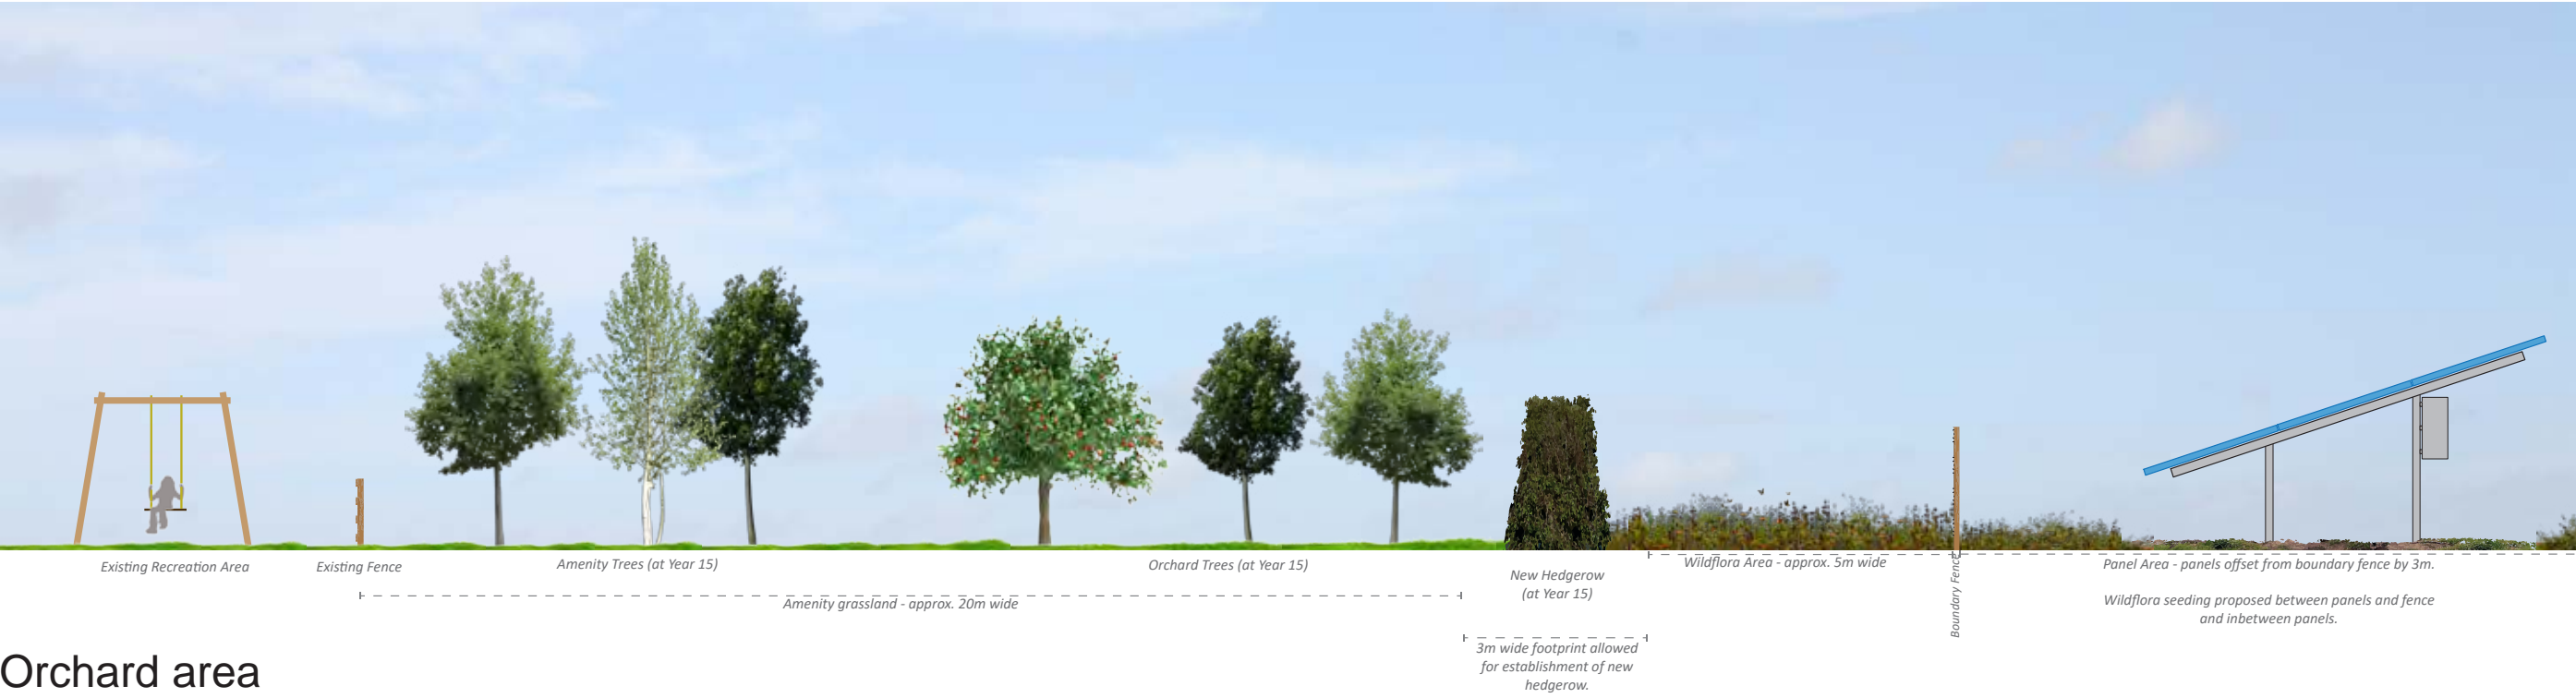 Existing Recreation Area
Existing Fence
Amenity Trees (at Year 15)
Amenity grassland - approx. 20m wide
Orchard Trees (at Year 15)
New Hedgerow
(at Year 15)
3m wide footprint allowed
for establishment of new
hedgerow.
Wildflora Area - approx. 5m wide
Boundary Fence
Panel Area - panels offset from boundary fence by 3m.
Wildflora seeding proposed between panels and fence
and inbetween panels.
Orchard area